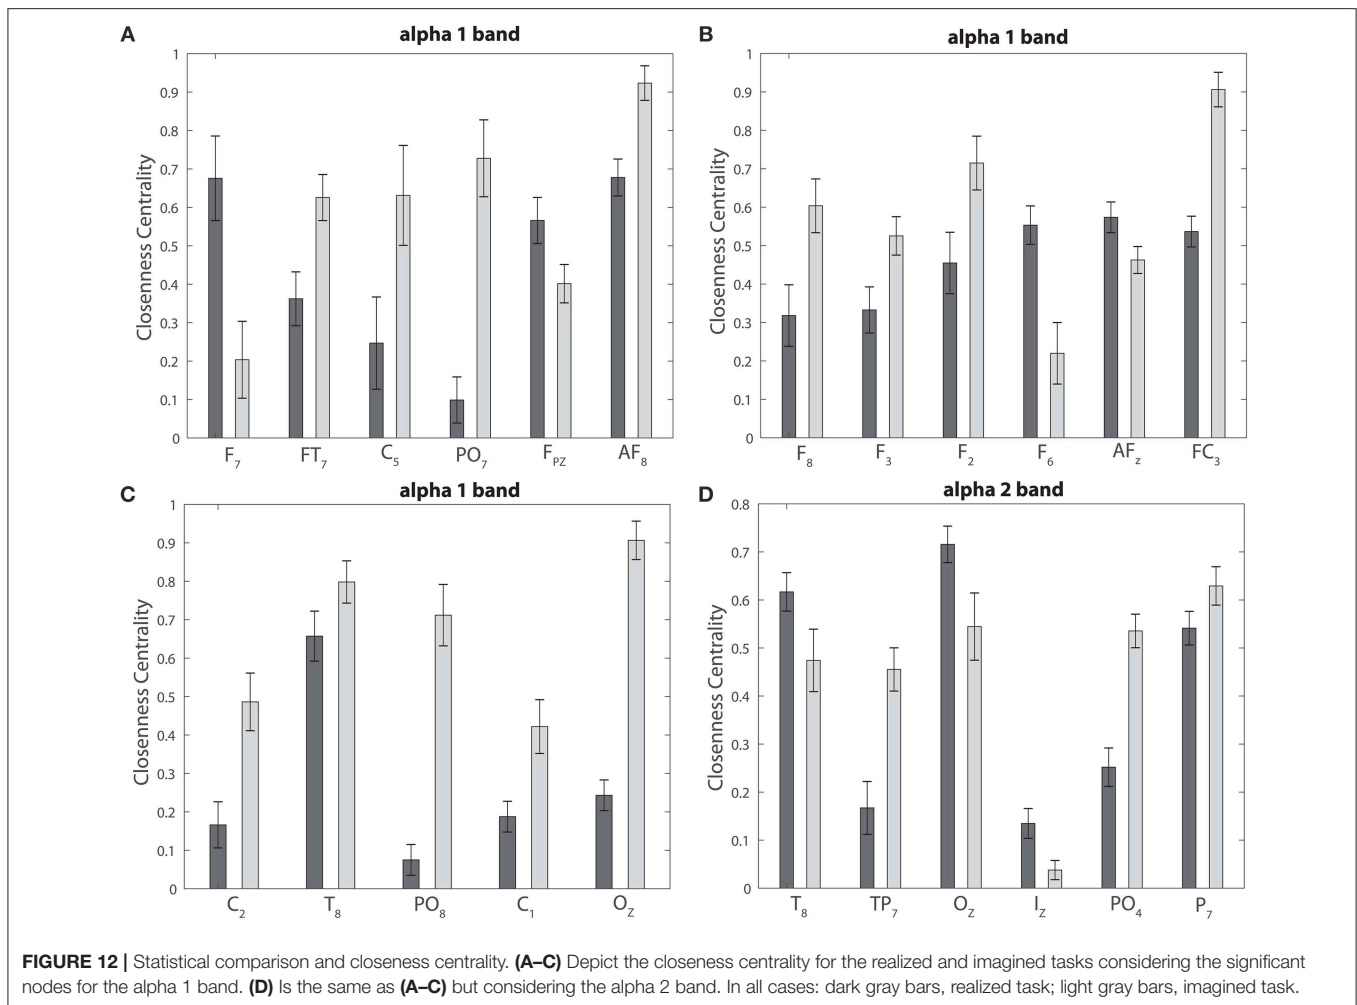 A
alpha 1 band
Closenness Centrality
1
0.9
0.8
0.7
0.6
0.5
0.4
0.3
0.2
0.1
0
F7 FT7 C5 PO7 FPZ AF8
B
alpha 1 band
Closenness Centrality
1
0.9
0.8
0.7
0.6
0.5
0.4
0.3
0.2
0.1
0
F8 F3 F2 F6 AFz FC3
C
alpha 1 band
Closenness Centrality
1
0.9
0.8
0.7
0.6
0.5
0.4
0.3
0.2
0.1
0
C2 T8 PO8 C1 OZ
D
alpha 2 band
Closenness Centrality
0.8
0.7
0.6
0.5
0.4
0.3
0.2
0.1
0
T8 TP7 OZ IZ PO4 P7
FIGURE 12 | Statistical comparison and closeness centrality. (A–C) Depict the closeness centrality for the realized and imagined tasks considering the significant
nodes for the alpha 1 band. (D) Is the same as (A–C) but considering the alpha 2 band. In all cases: dark gray bars, realized task; light gray bars, imagined task.